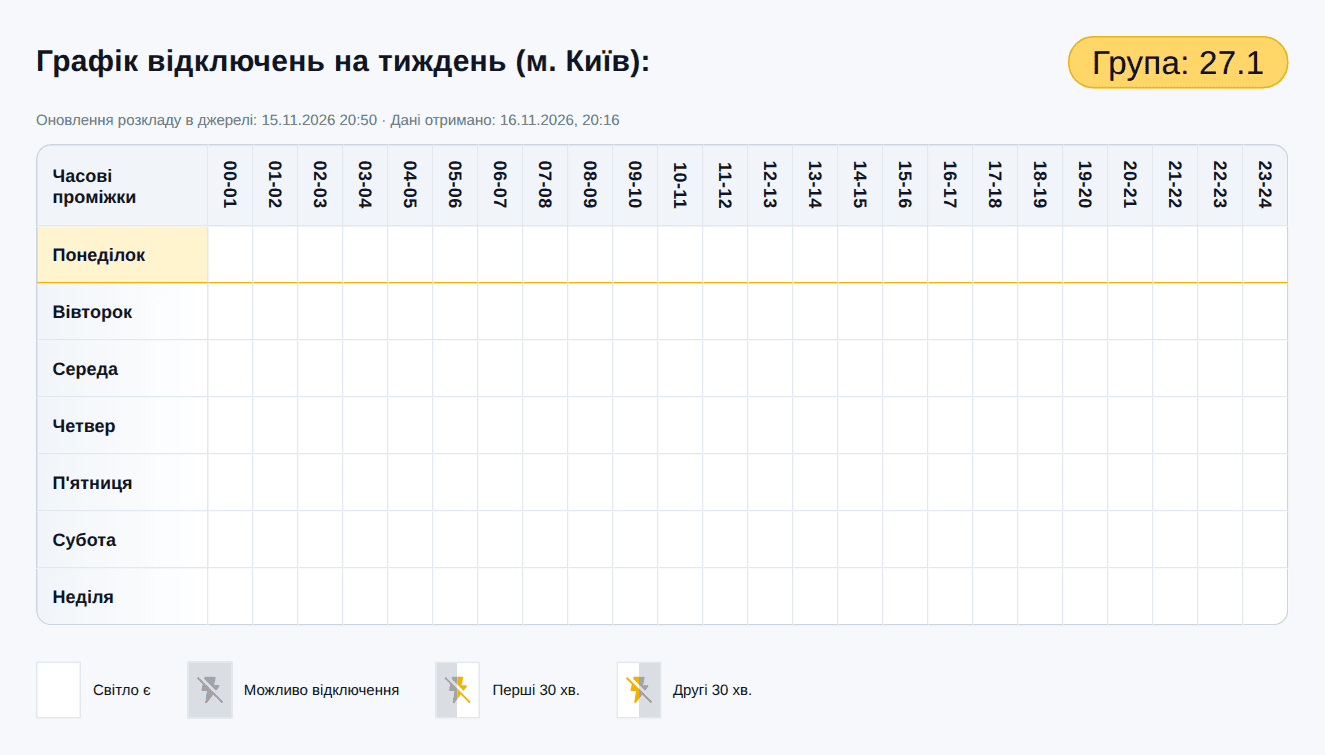 Графік відключень на тиждень (м. Київ):
Група: 27.1
Оновлення розкладу в джерелі: 15.11.2026 20:50 · Дані отримано: 16.11.2026, 20:16
Часові
проміжки
00-01
01-02
02-03
03-04
04-05
05-06
06-07
07-08
08-09
09-10
10-11
11-12
12-13
13-14
14-15
15-16
16-17
17-18
18-19
19-20
20-21
21-22
22-23
23-24
Понеділок
Вівторок
Середа
Четвер
П'ятниця
Субота
Неділя
Світло є
Можливо відключення
Перші 30 хв.
Другі 30 хв.